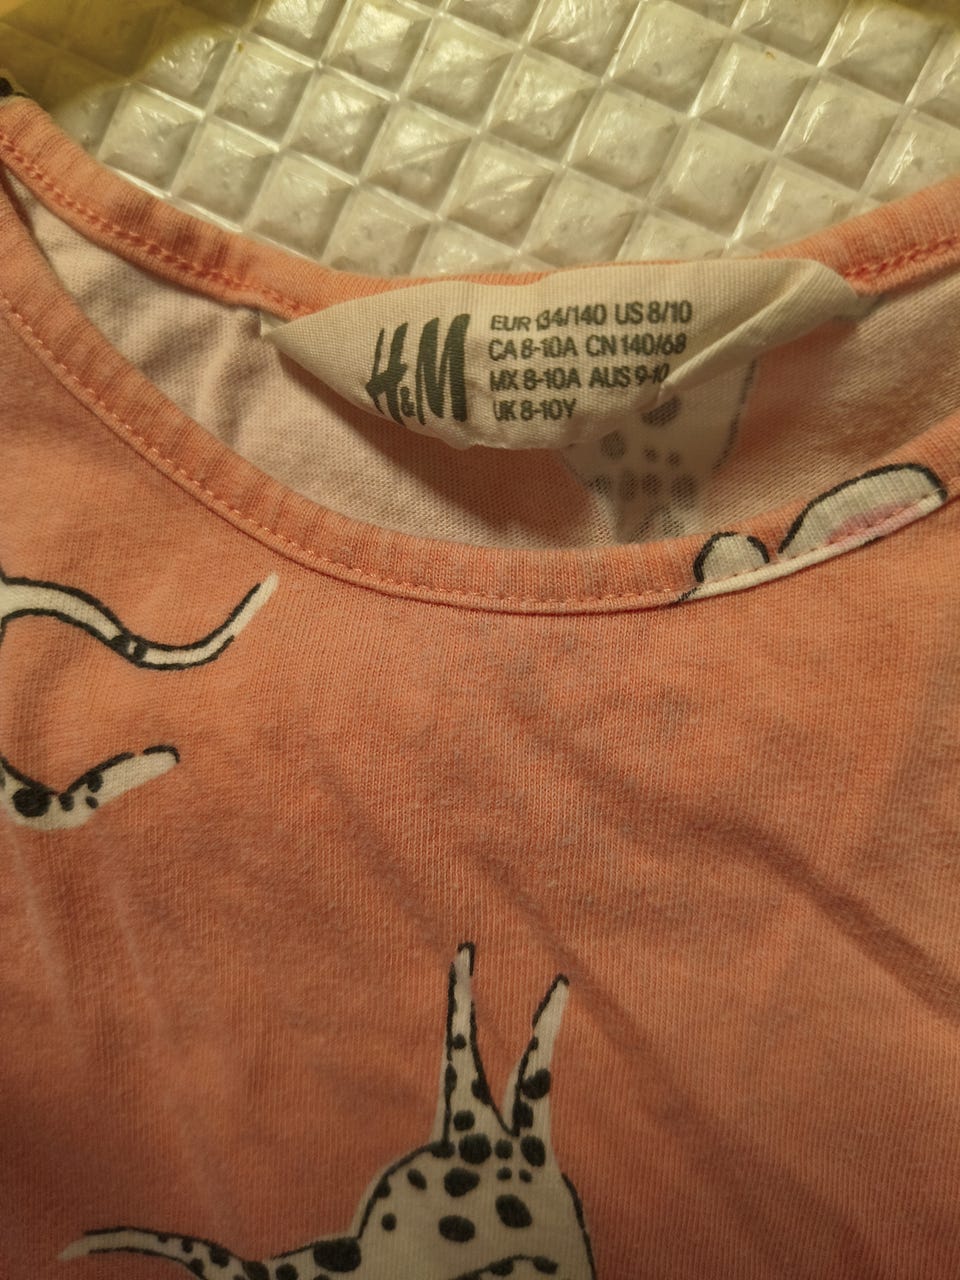 H&M
EUR 134/140 US 8/10
CA 8-10A CN 140/68
MX 8-10A AUS 9-10
UK 8-10Y